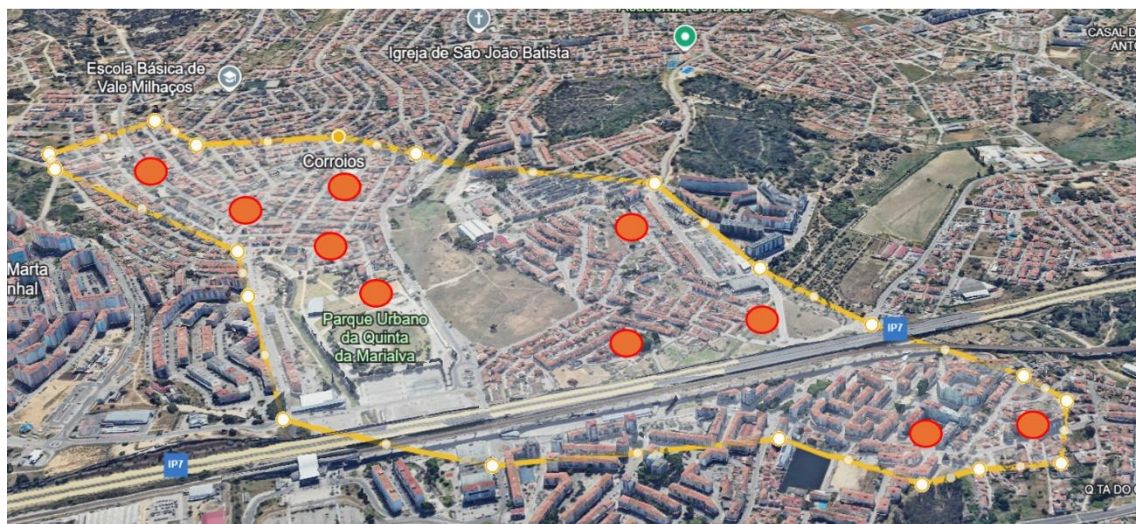 Igreja de São João Batista
CASAL D
ANTÓ
Escola Básica de
Vale Milhaços
Corroios
Marta
nhal
Parque Urbano
da Quinta
da Marialva
IP7
IP7
Q TA DO